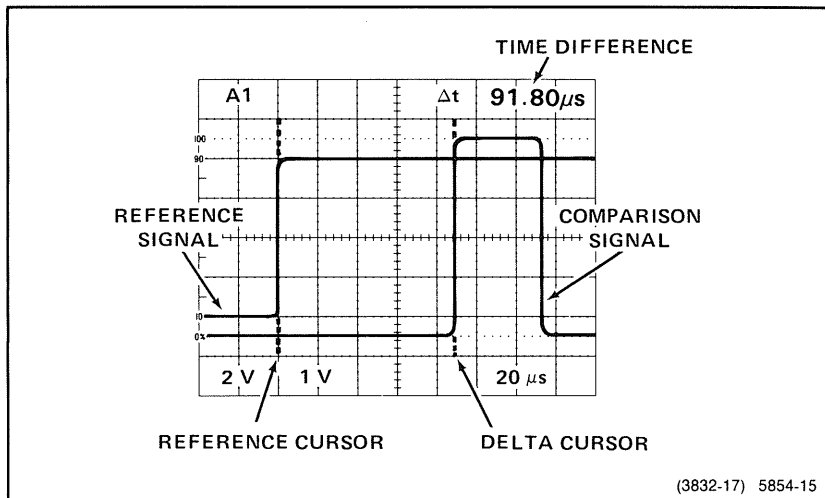 TIME DIFFERENCE
A1 Δt 91.80μs
100
90
REFERENCE SIGNAL
COMPARISON SIGNAL
10
0%
2 V 1 V 20 μs
REFERENCE CURSOR
DELTA CURSOR
(3832-17) 5854-15